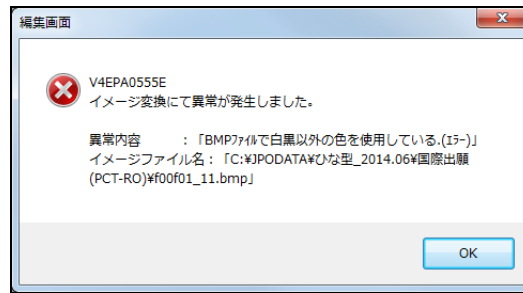 編集画面
V4EPA0555E
イメージ変換にて異常が発生しました。
異常内容　　　：「BMPﾌｧｲﾙで白黒以外の色を使用している.(ｴﾗｰ)」
イメージファイル名：「C:¥JPODATA¥ひな型_2014.06¥国際出願
(PCT-RO)¥f00f01_11.bmp」
OK